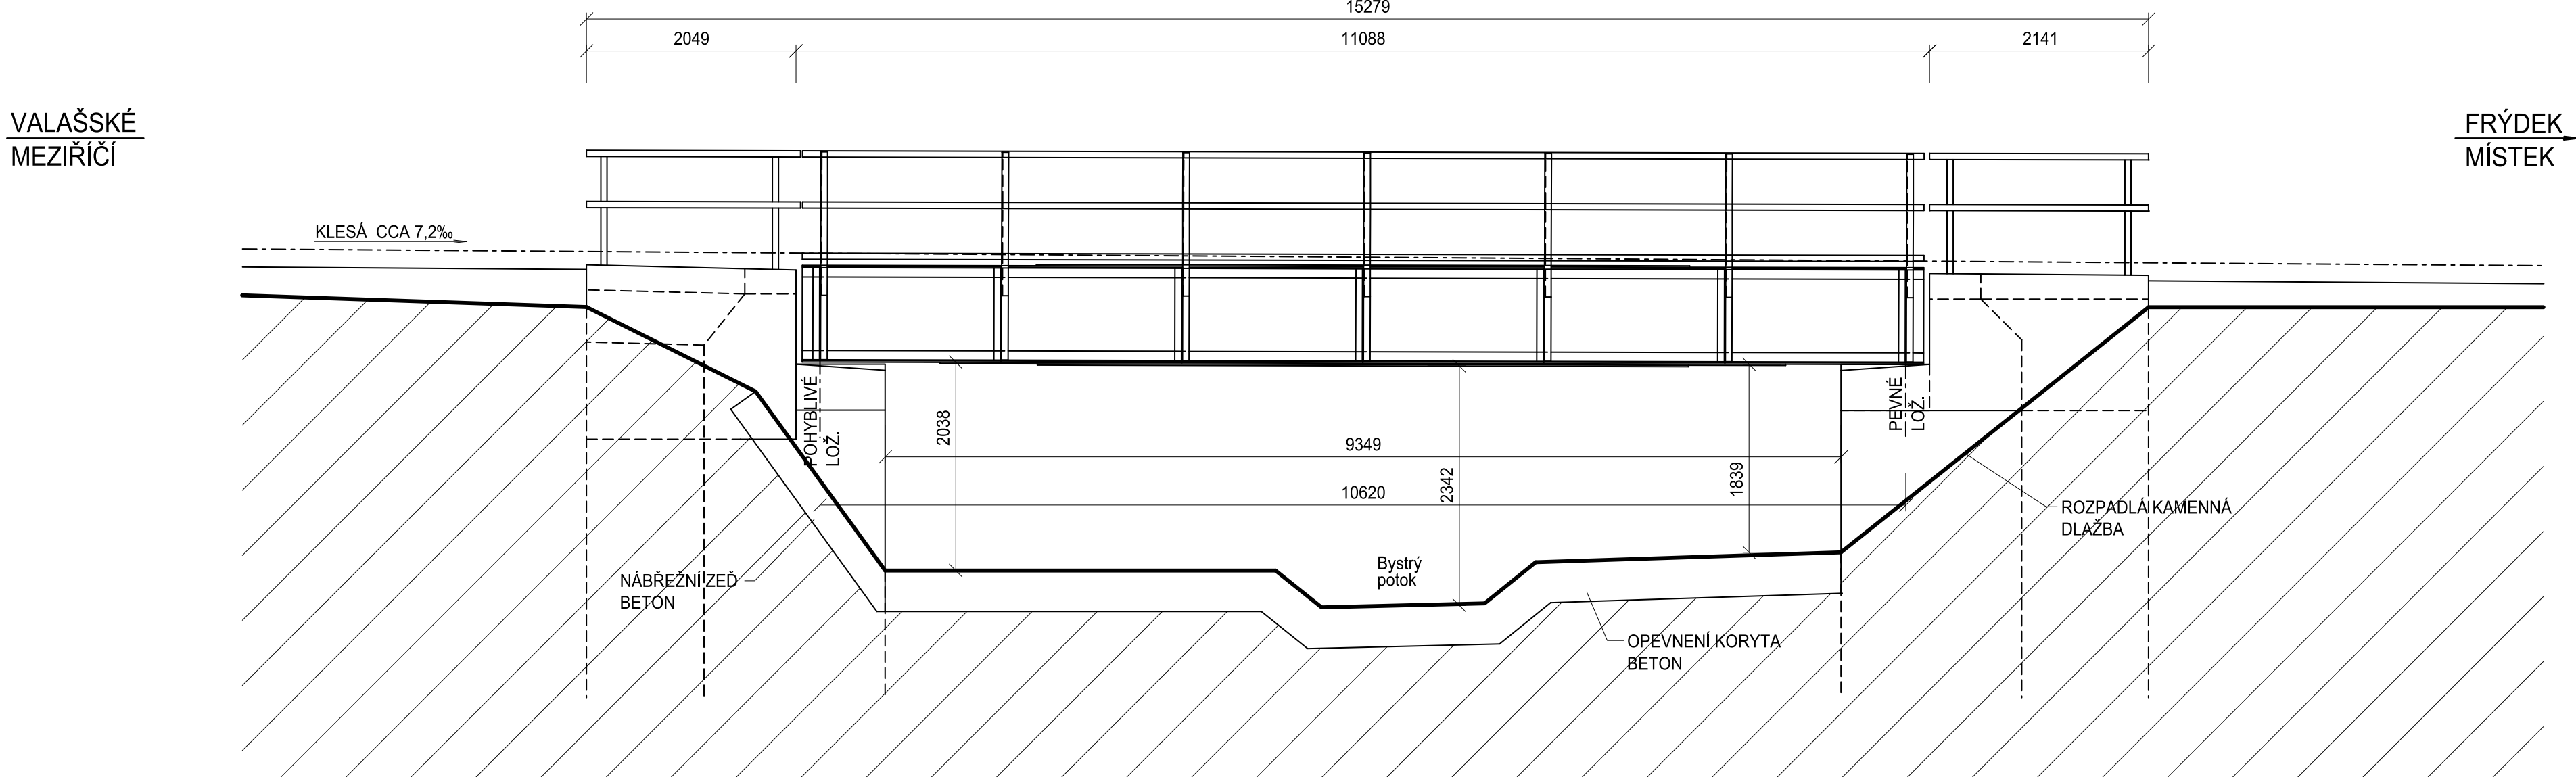 15279
2049
11088
2141
VALAŠSKÉ
MEZIŘÍČÍ
FRÝDEK
MÍSTEK
KLESÁ CCA 7,2‰
POHYBLIVÉ
LOŽ.
PEVNÉ
LOŽ.
2038
9349
2342
1839
10620
ROZPADLÁ KAMENNÁ
DLAŽBA
Bystrý
potok
NÁBŘEŽNÍ ZEĎ
BETON
OPEVNENÍ KORYTA
BETON